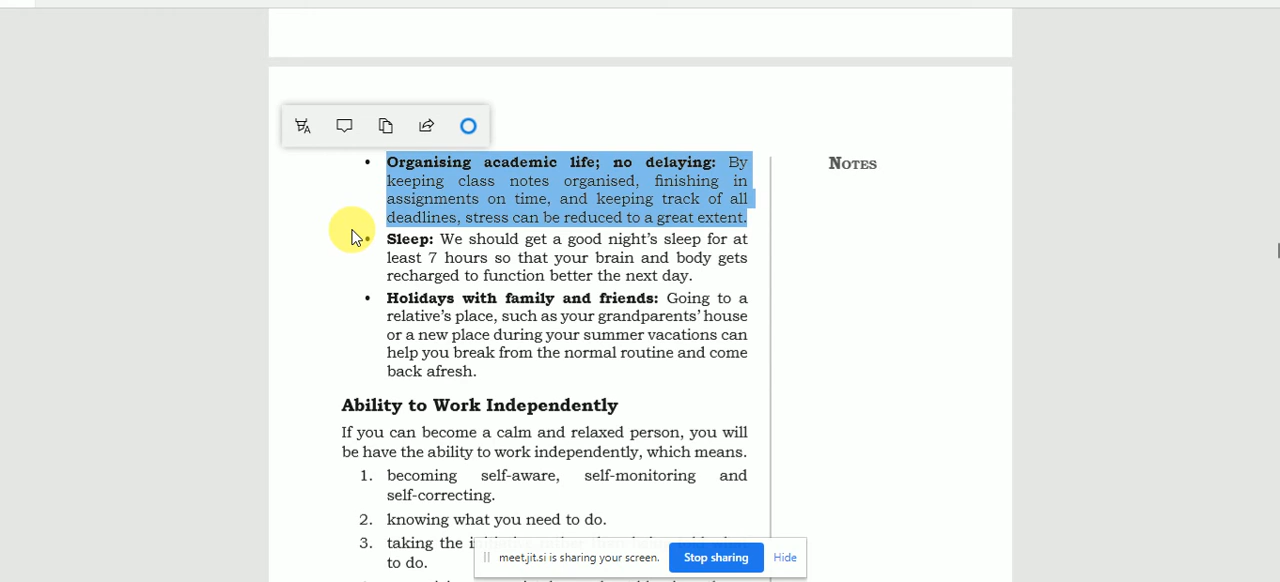 • Organising academic life; no delaying: By
keeping class notes organised, finishing in
assignments on time, and keeping track of all
deadlines, stress can be reduced to a great extent.
• Sleep: We should get a good night's sleep for at
least 7 hours so that your brain and body gets
recharged to function better the next day.
• Holidays with family and friends: Going to a
relative's place, such as your grandparents' house
or a new place during your summer vacations can
help you break from the normal routine and come
back afresh.
NOTES
Ability to Work Independently
If you can become a calm and relaxed person, you will
be have the ability to work independently, which means.
1. becoming self-aware, self-monitoring and
self-correcting.
2. knowing what you need to do.
3. taking the
to do.
meet.jit.si is sharing your screen.
Stop sharing
Hide